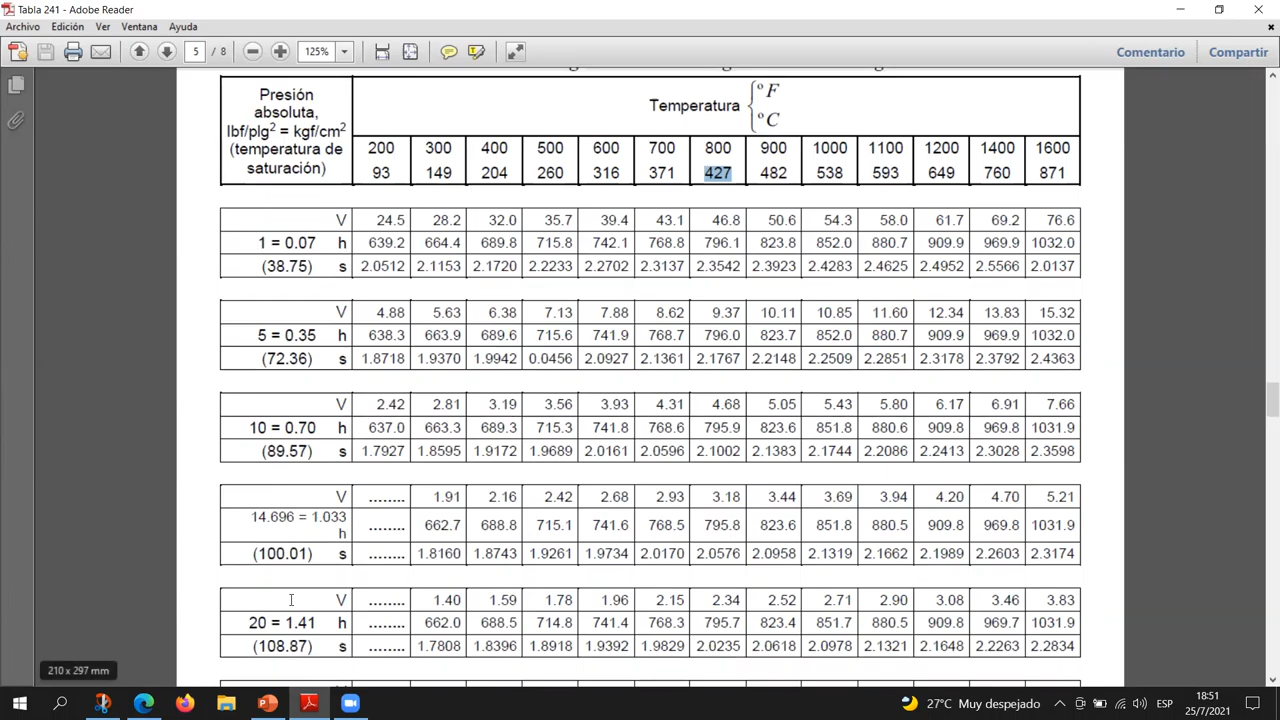 Tabla 241 - Adobe Reader
Archivo Edición Ver Ventana Ayuda
5 / 8 125% Comentario Compartir
Presión absoluta, lbf/plg² = kgf/cm² (temperatura de saturación) Temperatura { °F °C
200 300 400 500 600 700 800 900 1000 1100 1200 1400 1600
93 149 204 260 316 371 427 482 538 593 649 760 871
V 24.5 28.2 32.0 35.7 39.4 43.1 46.8 50.6 54.3 58.0 61.7 69.2 76.6
1 = 0.07 h 639.2 664.4 689.8 715.8 742.1 768.8 796.1 823.8 852.0 880.7 909.9 969.9 1032.0
(38.75) s 2.0512 2.1153 2.1720 2.2233 2.2702 2.3137 2.3542 2.3923 2.4283 2.4625 2.4952 2.5566 2.0137
V 4.88 5.63 6.38 7.13 7.88 8.62 9.37 10.11 10.85 11.60 12.34 13.83 15.32
5 = 0.35 h 638.3 663.9 689.6 715.6 741.9 768.7 796.0 823.7 852.0 880.7 909.9 969.9 1032.0
(72.36) s 1.8718 1.9370 1.9942 0.0456 2.0927 2.1361 2.1767 2.2148 2.2509 2.2851 2.3178 2.3792 2.4363
V 2.42 2.81 3.19 3.56 3.93 4.31 4.68 5.05 5.43 5.80 6.17 6.91 7.66
10 = 0.70 h 637.0 663.3 689.3 715.3 741.8 768.6 795.9 823.6 851.8 880.6 909.8 969.8 1031.9
(89.57) s 1.7927 1.8595 1.9172 1.9689 2.0161 2.0596 2.1002 2.1383 2.1744 2.2086 2.2413 2.3028 2.3598
V ........ 1.91 2.16 2.42 2.68 2.93 3.18 3.44 3.69 3.94 4.20 4.70 5.21
14.696 = 1.033 h ........ 662.7 688.8 715.1 741.6 768.5 795.8 823.6 851.8 880.5 909.8 969.8 1031.9
(100.01) s ........ 1.8160 1.8743 1.9261 1.9734 2.0170 2.0576 2.0958 2.1319 2.1662 2.1989 2.2603 2.3174
V ........ 1.40 1.59 1.78 1.96 2.15 2.34 2.52 2.71 2.90 3.08 3.46 3.83
20 = 1.41 h ........ 662.0 688.5 714.8 741.4 768.3 795.7 823.4 851.7 880.5 909.8 969.7 1031.9
(108.87) s ........ 1.7808 1.8396 1.8918 1.9392 1.9829 2.0235 2.0618 2.0978 2.1321 2.1648 2.2263 2.2834
210 x 297 mm
27°C Muy despejado ESP 18:51
25/7/2021